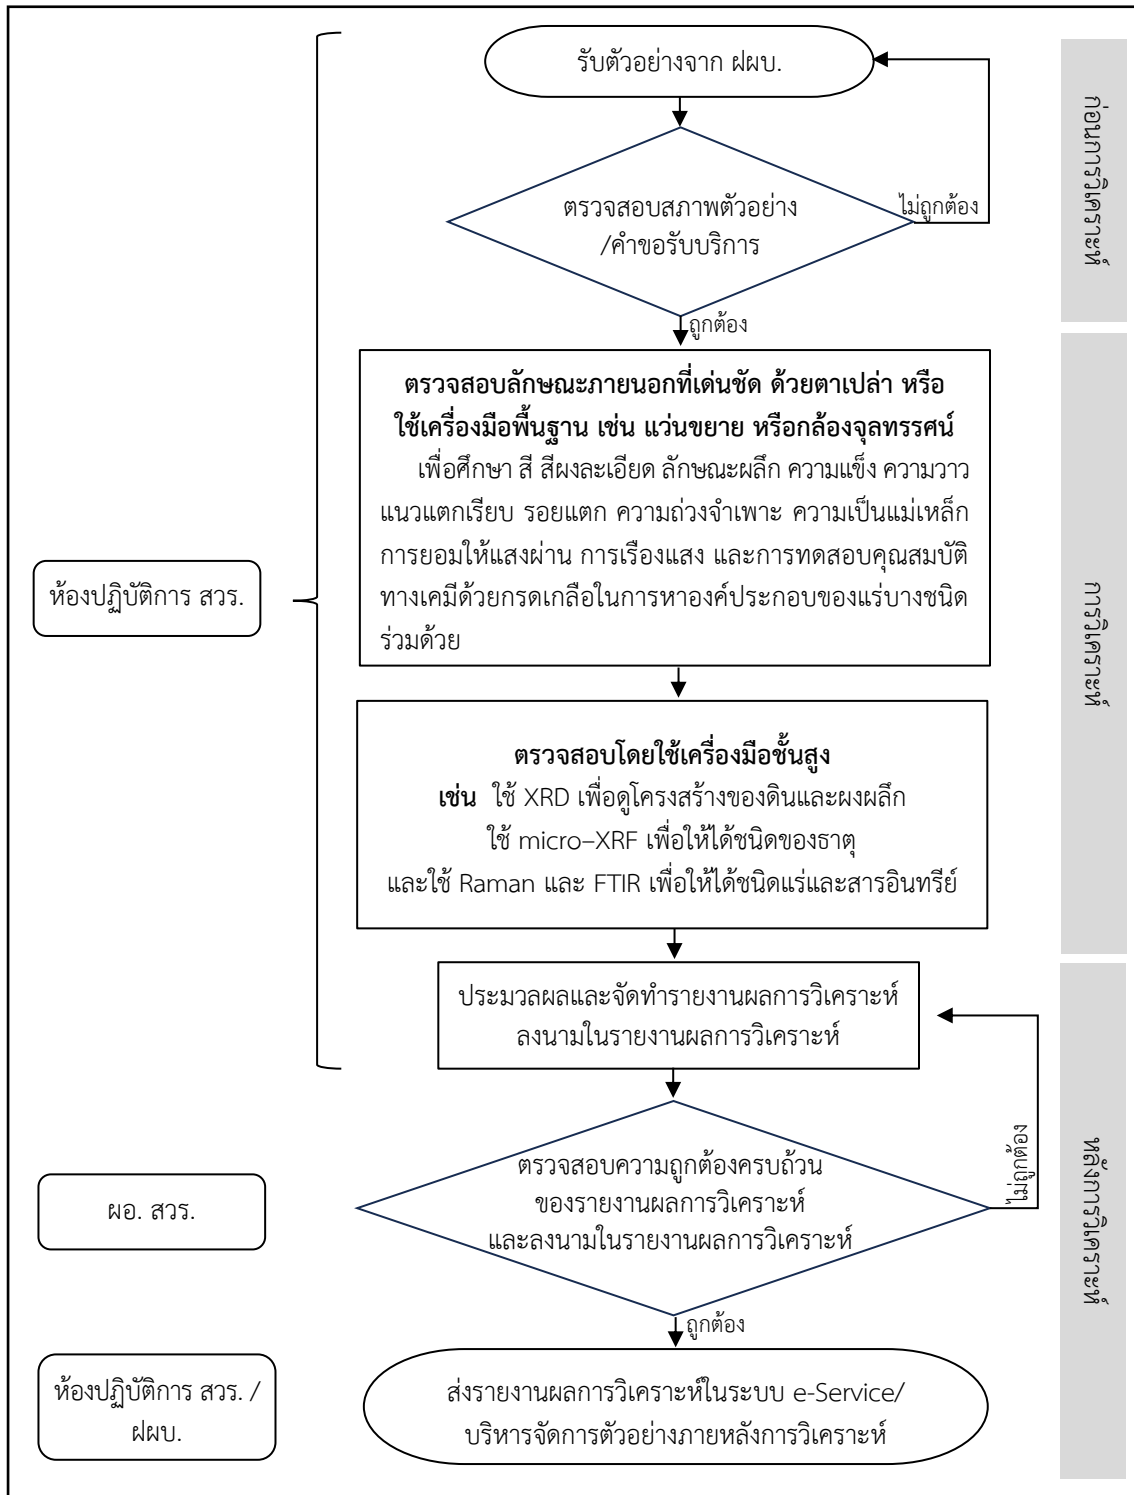 รับตัวอย่างจาก ฝผบ.
ตรวจสอบสภาพตัวอย่าง
/คำขอรับบริการ
ไม่ถูกต้อง
ถูกต้อง
ก่อนการวิเคราะห์
ตรวจสอบลักษณะภายนอกที่เด่นชัด ด้วยตาเปล่า หรือ
ใช้เครื่องมือพื้นฐาน เช่น แว่นขยาย หรือกล้องจุลทรรศน์
เพื่อศึกษา สี สีผงละเอียด ลักษณะผลึก ความแข็ง ความวาว
แนวแตกเรียบ รอยแตก ความถ่วงจำเพาะ ความเป็นแม่เหล็ก
การยอมให้แสงผ่าน การเรืองแสง และการทดสอบคุณสมบัติ
ทางเคมีด้วยกรดเกลือในการหาองค์ประกอบของแร่บางชนิด
ร่วมด้วย
ห้องปฏิบัติการ สวร.
การวิเคราะห์
ตรวจสอบโดยใช้เครื่องมือชั้นสูง
เช่น ใช้ XRD เพื่อดูโครงสร้างของดินและผงผลึก
ใช้ micro–XRF เพื่อให้ได้ชนิดของธาตุ
และใช้ Raman และ FTIR เพื่อให้ได้ชนิดแร่และสารอินทรีย์
ประมวลผลและจัดทำรายงานผลการวิเคราะห์
ลงนามในรายงานผลการวิเคราะห์
ผอ. สวร.
ตรวจสอบความถูกต้องครบถ้วน
ของรายงานผลการวิเคราะห์
และลงนามในรายงานผลการวิเคราะห์
ไม่ถูกต้อง
ถูกต้อง
หลังการวิเคราะห์
ห้องปฏิบัติการ สวร. /
ฝผบ.
ส่งรายงานผลการวิเคราะห์ในระบบ e-Service/
บริหารจัดการตัวอย่างภายหลังการวิเคราะห์